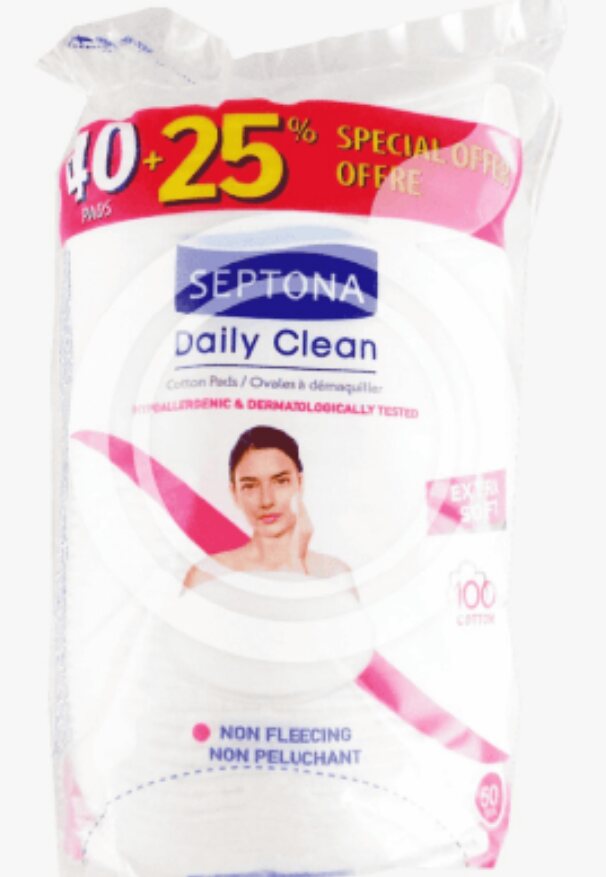 40 + 25 %
PADS
SPECIAL OFFER
OFFRE
SEPTONA
Daily Clean
Cotton Pads / Ovales à démaquiller
HYPOALLERGENIC & DERMATOLOGICALLY TESTED
EXTRA
SOFT
100
COTTON
NON FLEECING
NON PELUCHANT